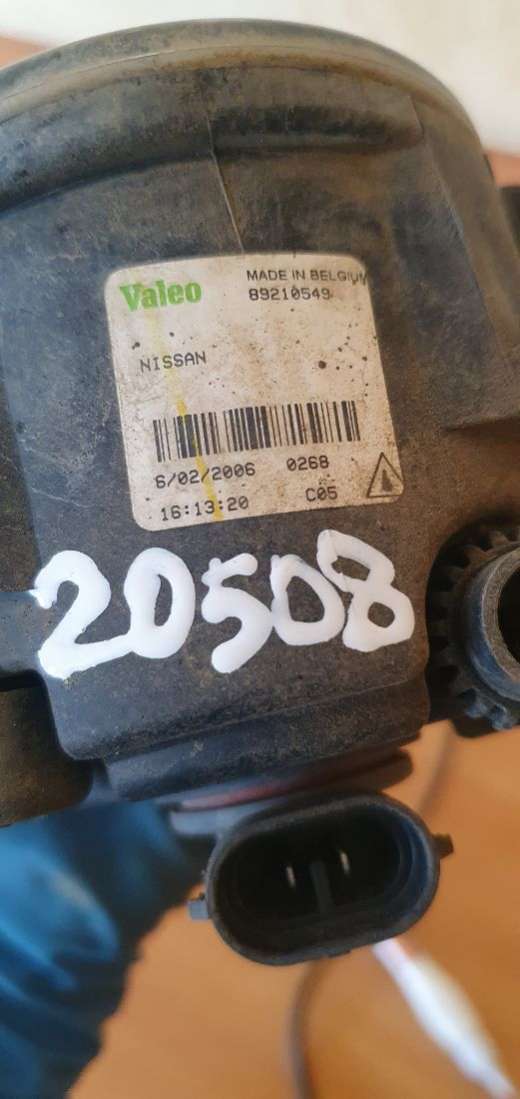 Valeo
MADE IN BELGIUM
89210549
NISSAN
6/02/2006 0268
16:13:20 C05
20508